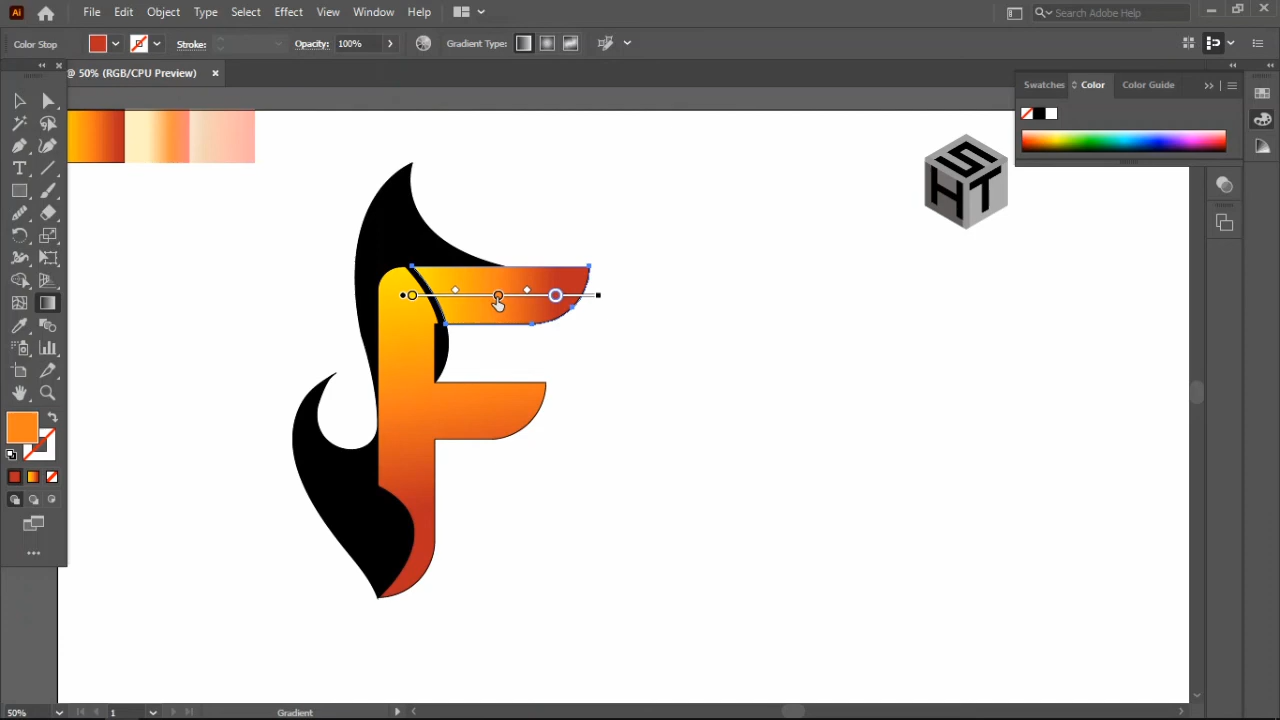 Ai File Edit Object Type Select Effect View Window Help Search Adobe Help
Color Stop Stroke: Opacity: 100% Gradient Type:
@ 50% (RGB/CPU Preview) ×
Swatches Color Color Guide
S
H T
50% 1 Gradient